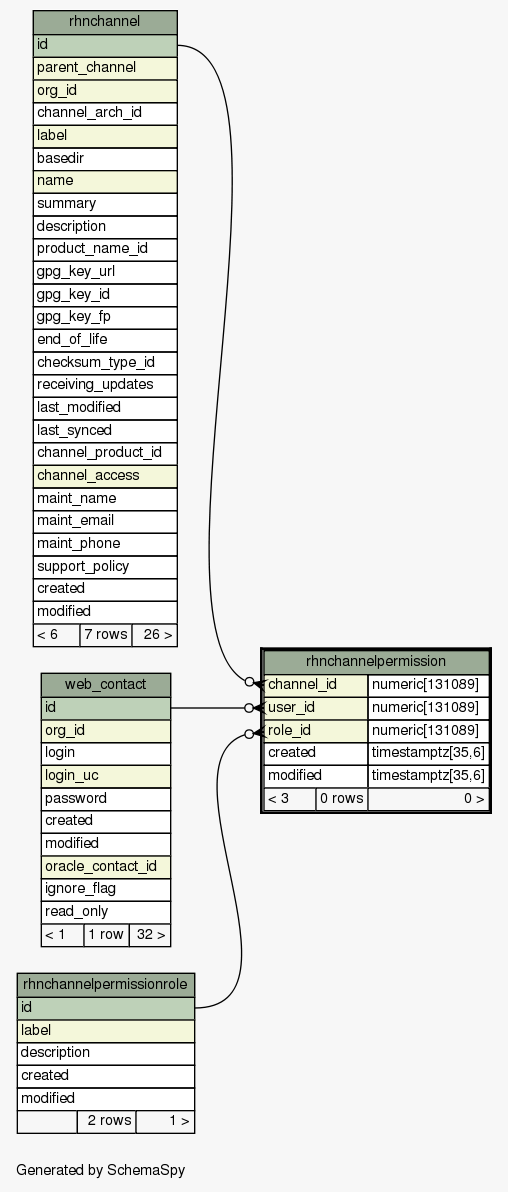 rhnchannel
id
parent_channel
org_id
channel_arch_id
label
basedir
name
summary
description
product_name_id
gpg_key_url
gpg_key_id
gpg_key_fp
end_of_life
checksum_type_id
receiving_updates
last_modified
last_synced
channel_product_id
channel_access
maint_name
maint_email
maint_phone
support_policy
created
modified
< 6 7 rows 26 >
rhnchannelpermission
channel_id numeric[131089]
user_id numeric[131089]
role_id numeric[131089]
created timestamptz[35,6]
modified timestamptz[35,6]
< 3 0 rows 0 >
web_contact
id
org_id
login
login_uc
password
created
modified
oracle_contact_id
ignore_flag
read_only
< 1 1 row 32 >
rhnchannelpermissionrole
id
label
description
created
modified
2 rows 1 >
Generated by SchemaSpy